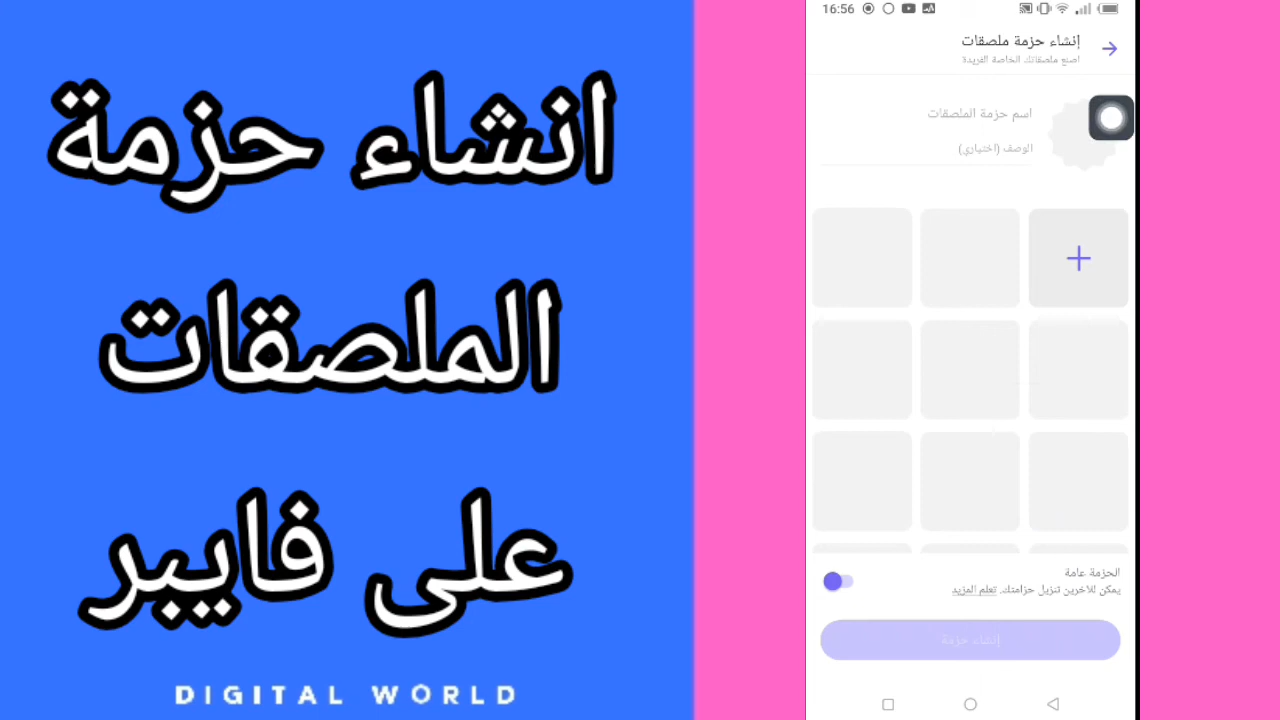 انشاء حزمة
الملصقات
على فايبر
DIGITAL WORLD
16:56
إنشاء حزمة ملصقات
اصنع ملصقاتك الخاصة الفريدة
اسم حزمة الملصقات
الوصف (اختياري)
الحزمة عامة
يمكن للآخرين تنزيل حزامتك. تعلم المزيد
إنشاء حزمة